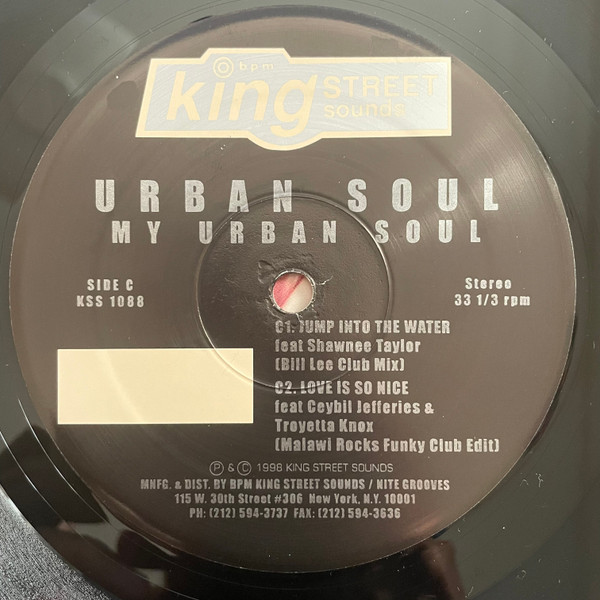 © bpm
king STREET
sounds
URBAN SOUL
MY URBAN SOUL
SIDE C
KSS 1088
Stereo
33 1/3 rpm
C1. JUMP INTO THE WATER
feat Shawnee Taylor
(Bill Lee Club Mix)
C2. LOVE IS SO NICE
feat Ceybil Jefferies &
Troyetta Knox
(Malawi Rocks Funky Club Edit)
Ⓟ & © 1998 KING STREET SOUNDS
MNFG. & DIST. BY BPM KING STREET SOUNDS / NITE GROOVES
115 W. 30th Street #306 New York, N.Y. 10001
PH: (212) 594-3737 FAX: (212) 594-3636